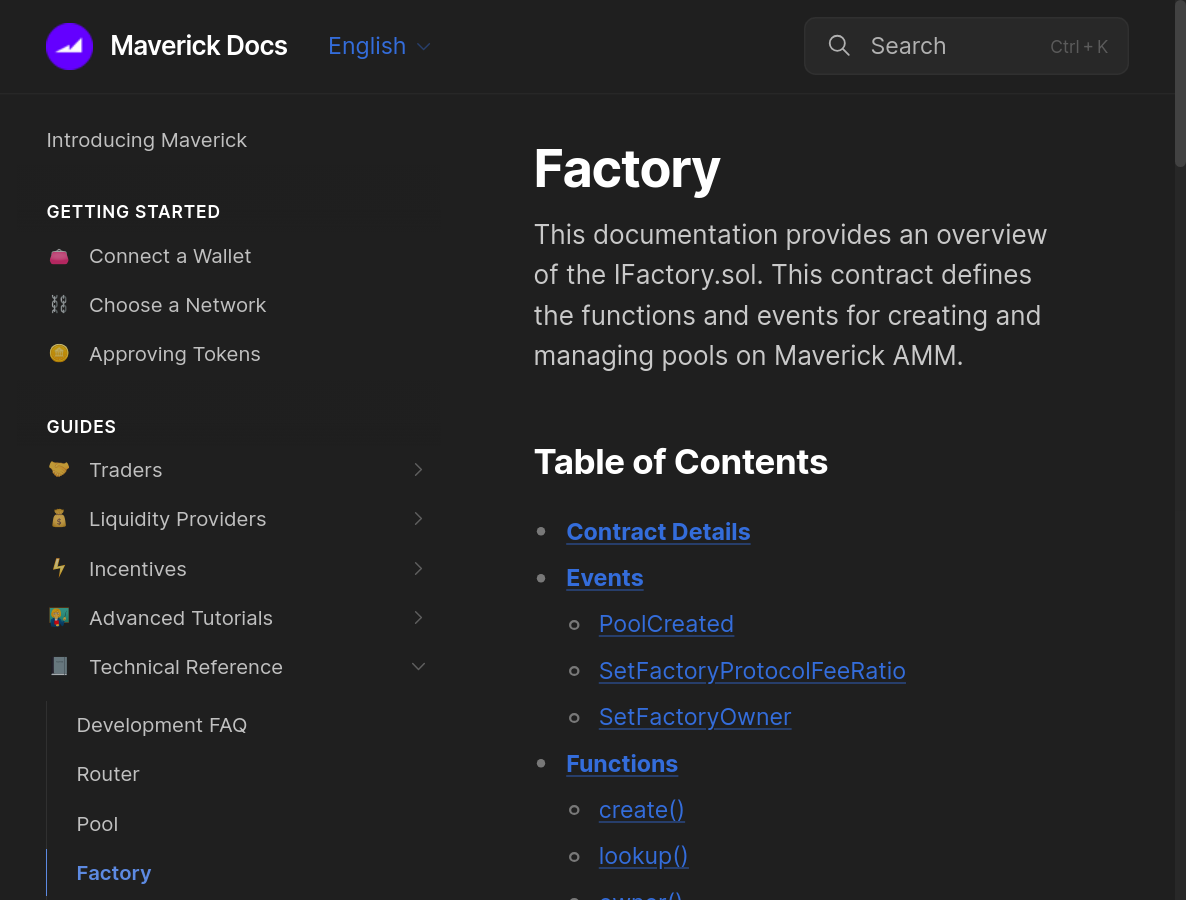 Maverick Docs
English
Search
Ctrl + K
Introducing Maverick
GETTING STARTED
Connect a Wallet
Choose a Network
Approving Tokens
GUIDES
Traders
Liquidity Providers
Incentives
Advanced Tutorials
Technical Reference
Development FAQ
Router
Pool
Factory
Factory
This documentation provides an overview
of the IFactory.sol. This contract defines
the functions and events for creating and
managing pools on Maverick AMM.
Table of Contents
Contract Details
Events
PoolCreated
SetFactoryProtocolFeeRatio
SetFactoryOwner
Functions
create()
lookup()